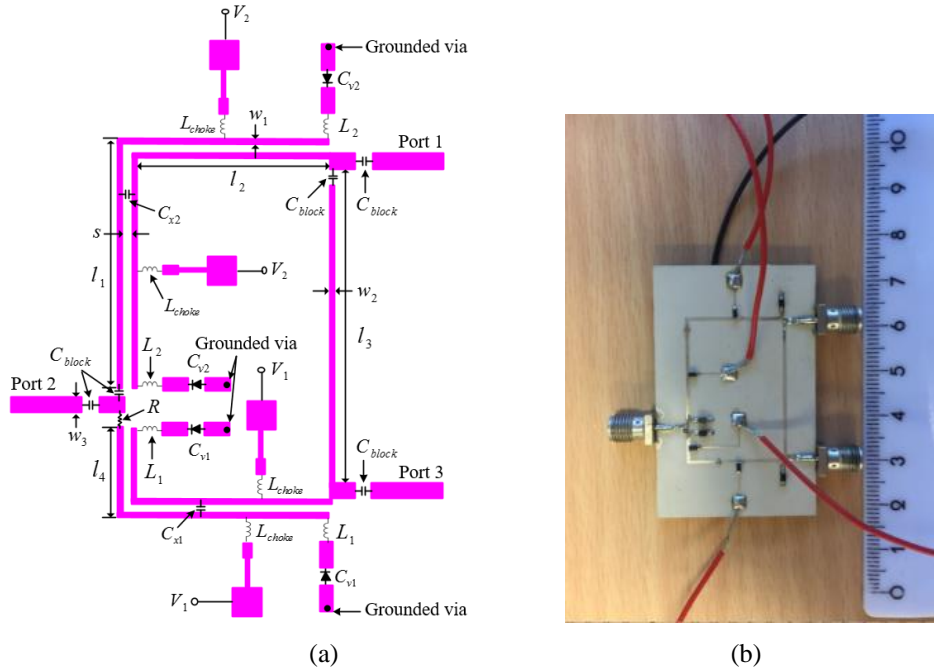 V2
Grounded via
Cv2
Lchoke
w1
L2
Port 1
l2
Cblock
Cblock
Cx2
s
l1
V2
Lchoke
w2
l3
Grounded via
L2
Cv2
Cblock
V1
Port 2
R
w3
L1
Cv1
l4
Cblock
Port 3
Lchoke
Cx1
Lchoke
L1
Cv1
V1
Grounded via
(a)
10
9
8
7
6
5
4
3
2
1
0
(b)